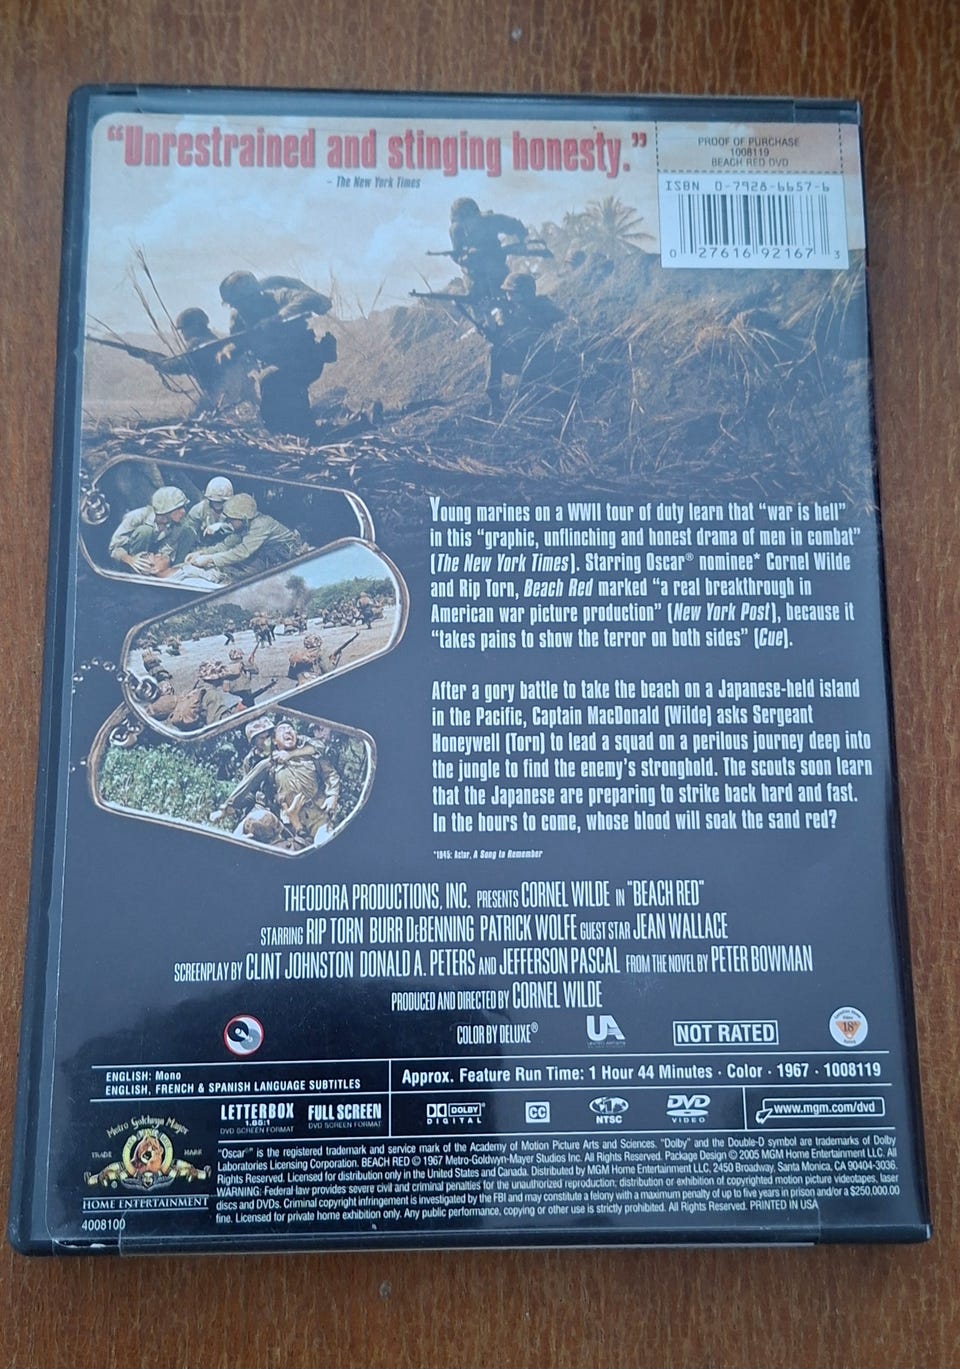 “Unrestrained and stinging honesty.”
– The New York Times
PROOF OF PURCHASE
1008119
BEACH RED DVD
ISBN 0-7928-6657-6
0 27616 92167 3
Young marines on a WWII tour of duty learn that “war is hell”
in this “graphic, unflinching and honest drama of men in combat”
(The New York Times). Starring Oscar® nominee* Cornel Wilde
and Rip Torn, Beach Red marked “a real breakthrough in
American war picture production” (New York Post), because it
“takes pains to show the terror on both sides” (Cue).
After a gory battle to take the beach on a Japanese-held island
in the Pacific, Captain MacDonald (Wilde) asks Sergeant
Honeywell (Torn) to lead a squad on a perilous journey deep into
the jungle to find the enemy’s stronghold. The scouts soon learn
that the Japanese are preparing to strike back hard and fast.
In the hours to come, whose blood will soak the sand red?
*1945: Actor, A Song to Remember
THEODORA PRODUCTIONS, INC. PRESENTS CORNEL WILDE IN "BEACH RED"
STARRING RIP TORN BURR DeBENNING PATRICK WOLFE GUEST STAR JEAN WALLACE
SCREENPLAY BY CLINT JOHNSTON DONALD A. PETERS AND JEFFERSON PASCAL FROM THE NOVEL BY PETER BOWMAN
PRODUCED AND DIRECTED BY CORNEL WILDE
COLOR BY DELUXE®
UA
UNITED ARTISTS
NOT RATED
18+
ENGLISH: Mono
ENGLISH, FRENCH & SPANISH LANGUAGE SUBTITLES
Approx. Feature Run Time: 1 Hour 44 Minutes · Color · 1967 · 1008119
LETTERBOX
1.85:1
DVD SCREEN FORMAT
FULL SCREEN
DVD SCREEN FORMAT
DOLBY
DIGITAL
CC
NTSC
DVD
VIDEO
www.mgm.com/dvd
Metro Goldwyn Mayer
TRADE MARK
HOME ENTERTAINMENT
4008100
"Oscar®" is the registered trademark and service mark of the Academy of Motion Picture Arts and Sciences. "Dolby" and the Double-D symbol are trademarks of Dolby
Laboratories Licensing Corporation. BEACH RED © 1967 Metro-Goldwyn-Mayer Studios Inc. All Rights Reserved. Package Design © 2005 MGM Home Entertainment LLC. All
Rights Reserved. Licensed for distribution only in the United States and Canada. Distributed by MGM Home Entertainment LLC, 2450 Broadway, Santa Monica, CA 90404-3036.
WARNING: Federal law provides severe civil and criminal penalties for the unauthorized reproduction, distribution or exhibition of copyrighted motion picture videotapes, laser
discs and DVDs. Criminal copyright infringement is investigated by the FBI and may constitute a felony with a maximum penalty of up to five years in prison and/or a $250,000.00
fine. Licensed for private home exhibition only. Any public performance, copying or other use is strictly prohibited. All Rights Reserved. PRINTED IN USA